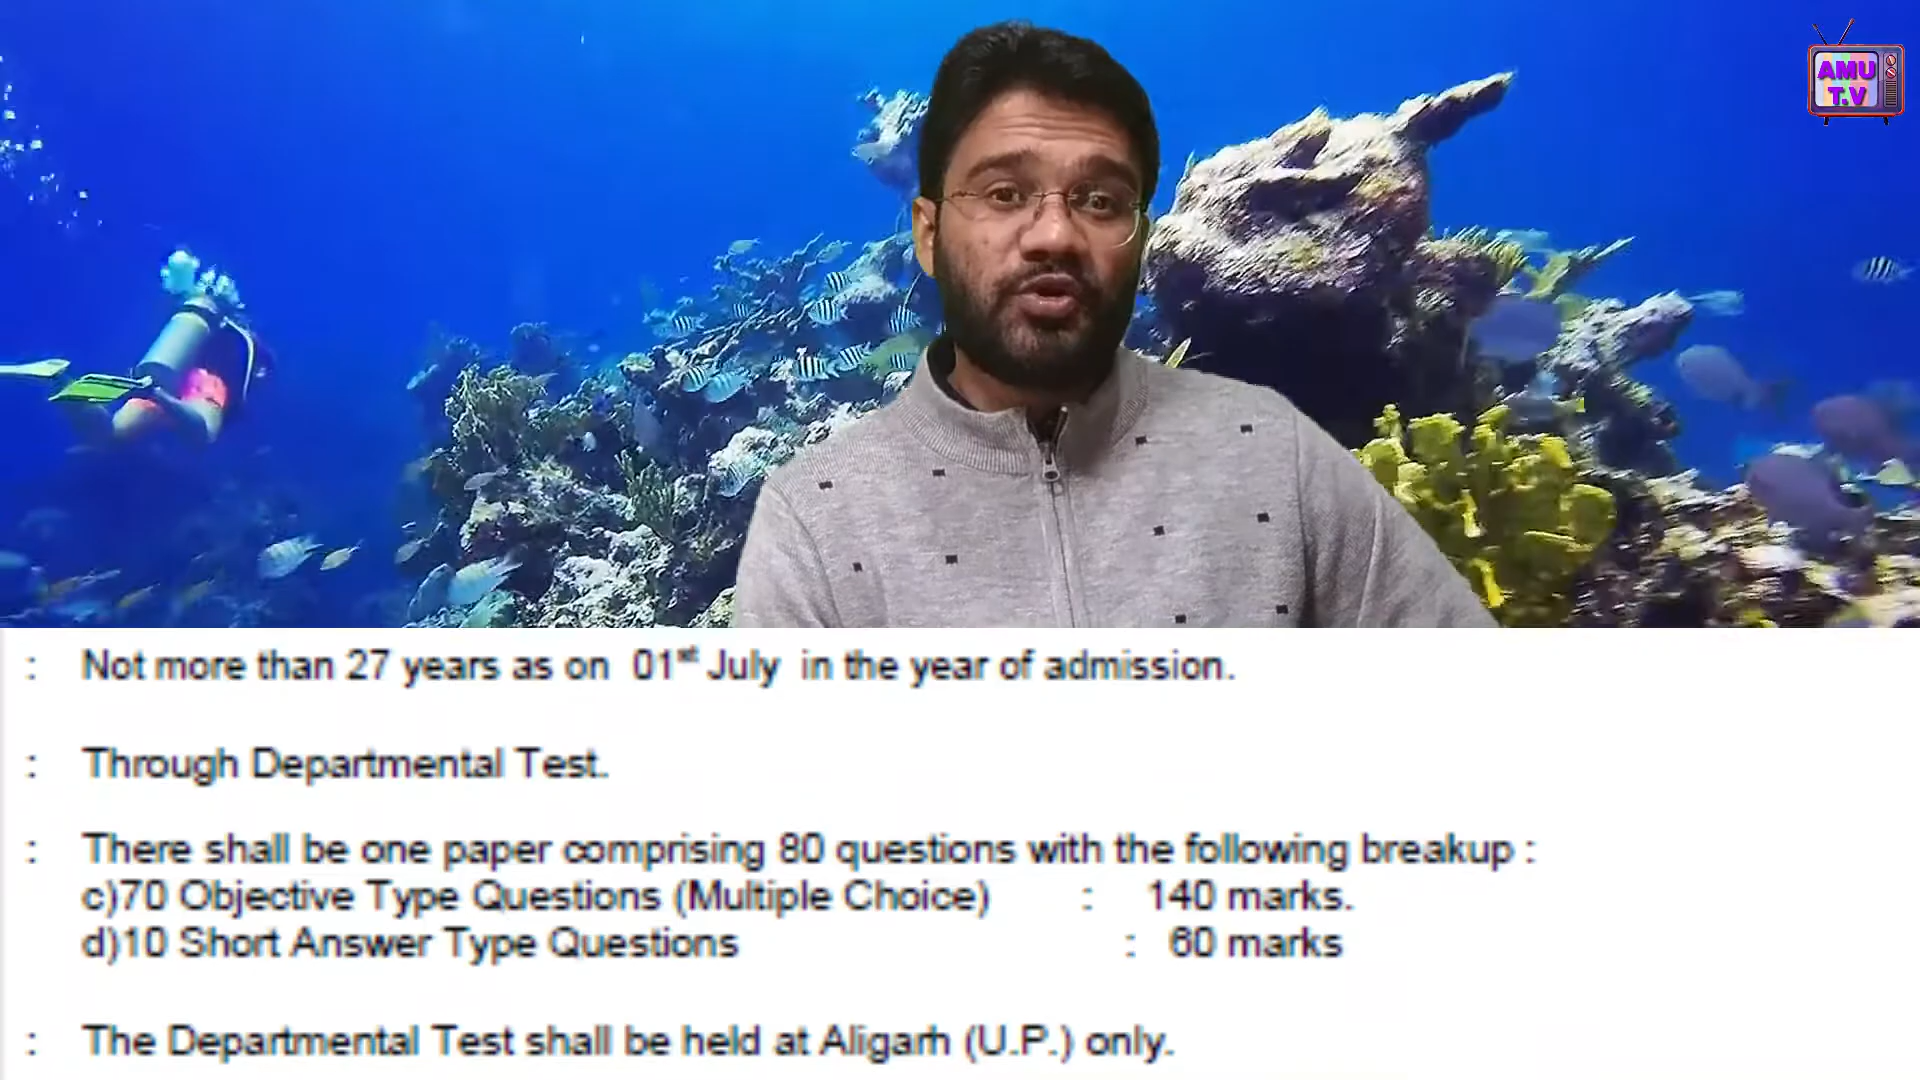 AMU
T.V
: Not more than 27 years as on 01st July in the year of admission.
: Through Departmental Test.
: There shall be one paper comprising 80 questions with the following breakup :
c)70 Objective Type Questions (Multiple Choice) : 140 marks.
d)10 Short Answer Type Questions : 60 marks
: The Departmental Test shall be held at Aligarh (U.P.) only.